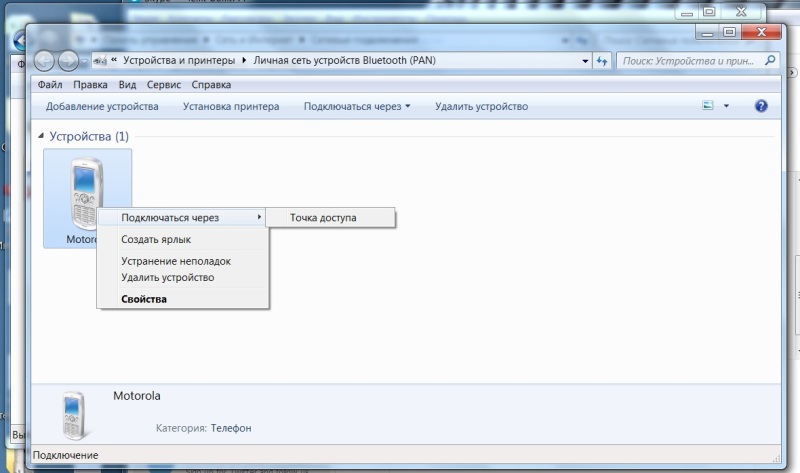 « Устройства и принтеры Личная сеть устройств Bluetooth (PAN) Поиск: Устройства и прин...
Файл Правка Вид Сервис Справка
Добавление устройства Установка принтера Подключаться через Удалить устройство
Устройства (1)
Motoro
Подключаться через Точка доступа
Создать ярлык
Устранение неполадок
Удалить устройство
Свойства
Motorola
Категория: Телефон
Вы
Подключение